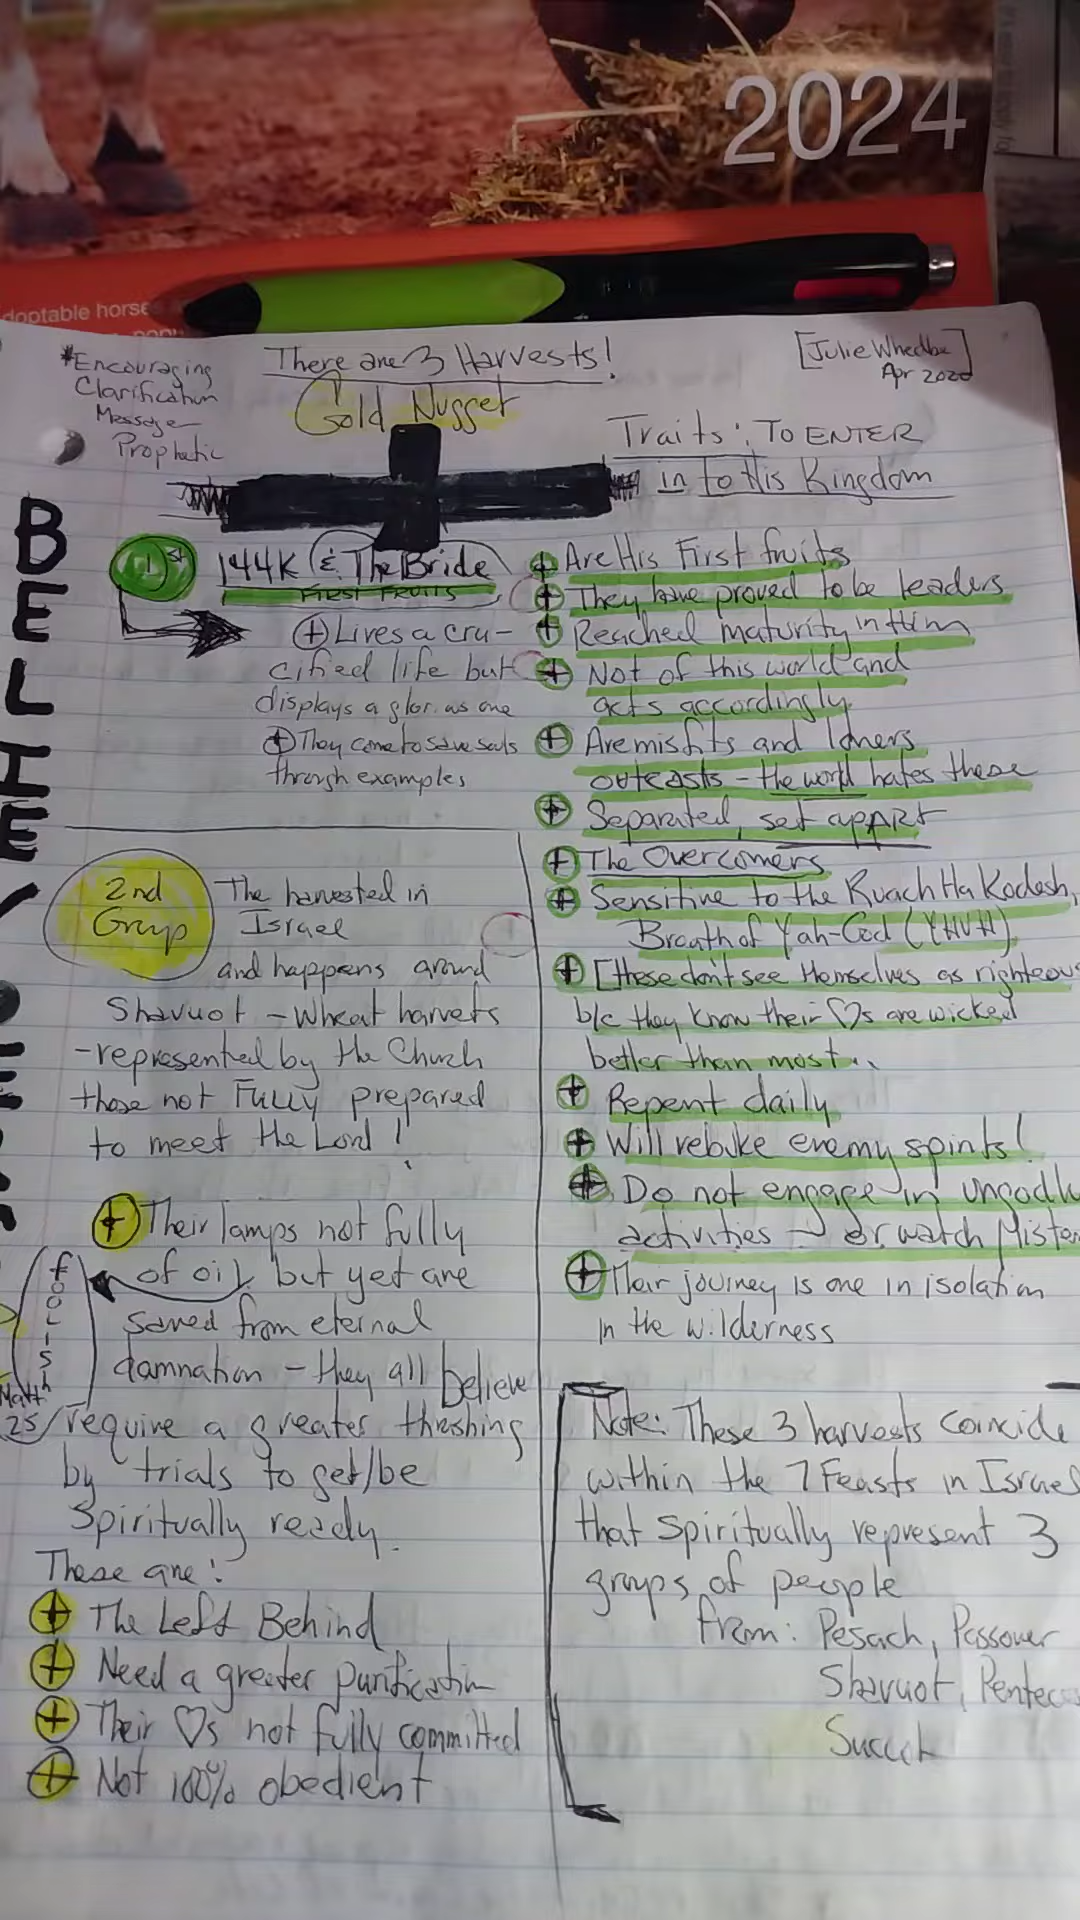 2024
doptable horse
There are 3 Harvests!
[Julie Whedbe
Apr 2020]
*Encouraging
Clarification
Message
Prophetic
Gold Nugget
Traits: TO ENTER
in to His Kingdom
BELIEV
1st
144K & The Bride
FIRST FRUITS
+ Lives a cru-
cified life but
displays a glor. as one
+ They come to save souls
through examples
+ Are His First fruits
+ They have proved to be leaders
+ Reached maturity in Him
+ Not of this world and
acts accordingly.
+ Are misfits and loners
outcasts - the world hates these
+ Separated, set appart
+ The Overcomers
+ Sensitive to the Ruach Ha Kodesh,
Breath of Yah-God (YHVH)
+ [these don't see themselves as righteous
b/c they know their ♡s are wicked
better than most..
+ Repent daily
+ Will rebuke enemy spirits!
+ Do not engage in Ungodly
activities - or watch Mister
+ Their journey is one in isolation
in the wilderness
2nd
Group
The harvested in
Israel
and happens around
Shavuot - Wheat harvets
-represented by the Church
those not Fully prepared
to meet the Lord!
+ Their lamps not fully
of oil, but yet are
saved from eternal
damnation - they all believe
foolish
Matt
25/ require a greater threshing
by trials to get/be
Spiritually ready.
These are:
+ The Left Behind
+ Need a greater purification
+ Their ♡s not fully committed
+ Not 100% obedient
Note: These 3 harvests coincide
within the 7 Feasts in Israel
that spiritually represent 3
groups of people
from: Pesach, Passover
Shavuot, Pentec